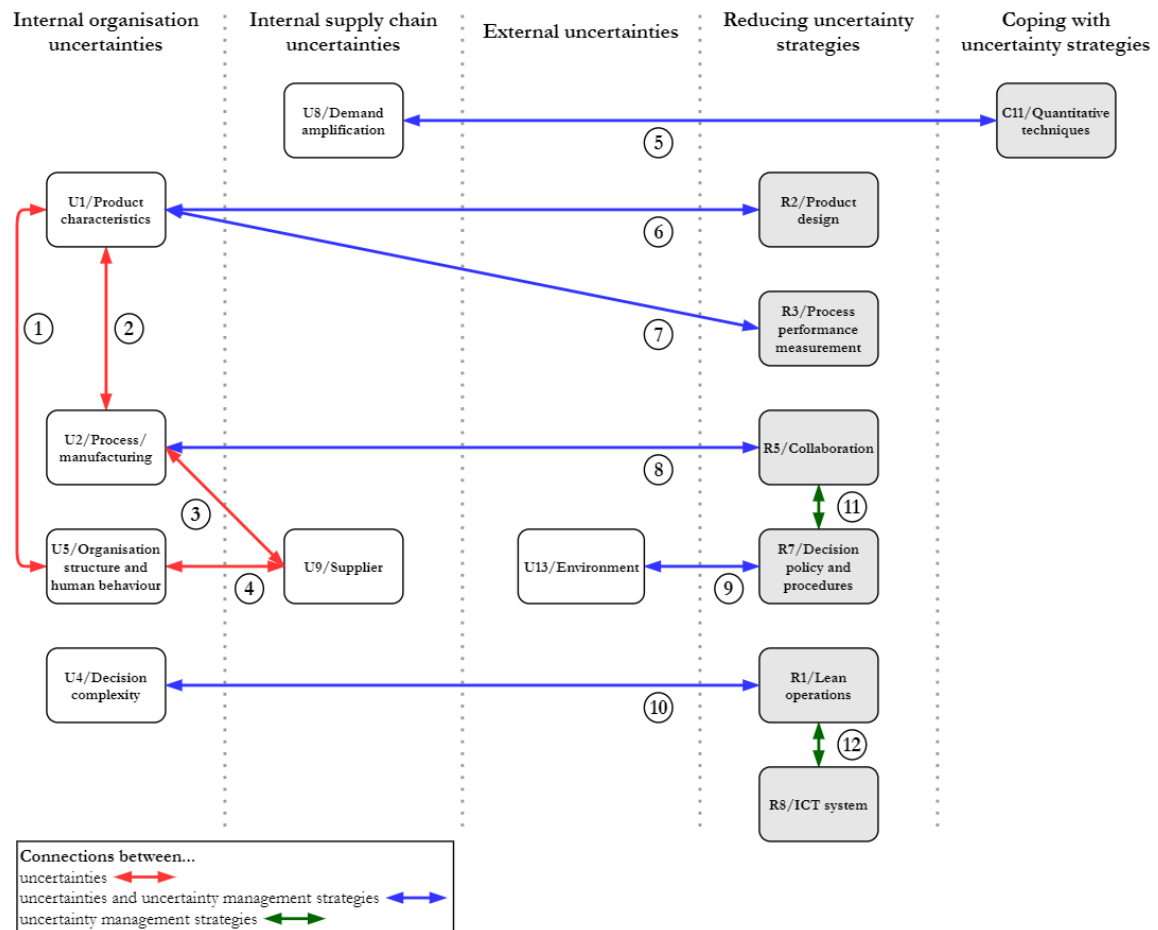 Internal organisation
uncertainties
Internal supply chain
uncertainties
External uncertainties
Reducing uncertainty
strategies
Coping with
uncertainty strategies
U8/Demand
amplification
C11/Quantitative
techniques
5
U1/Product
characteristics
R2/Product
design
6
R3/Process
performance
measurement
1
2
7
U2/Process/
manufacturing
R5/Collaboration
8
3
11
U5/Organisation
structure and
human behaviour
U9/Supplier
U13/Environment
R7/Decision
policy and
procedures
4
9
U4/Decision
complexity
R1/Lean
operations
10
12
R8/ICT system
Connections between...
uncertainties
uncertainties and uncertainty management strategies
uncertainty management strategies